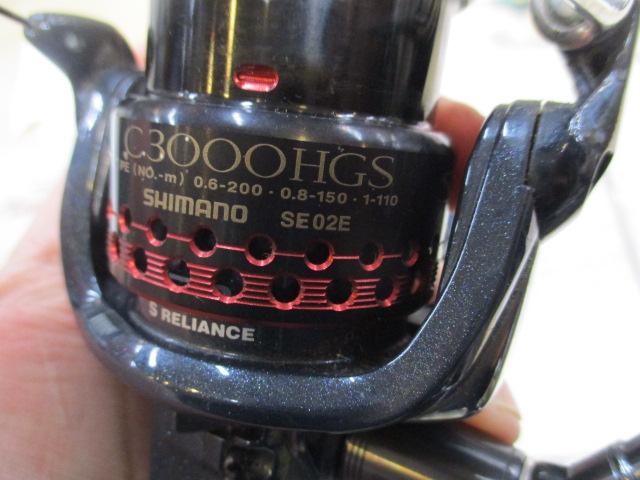 C3000HGS
PE (NO.-m) 0.6-200 · 0.8-150 · 1-110
SHIMANO SE02E
S RELIANCE